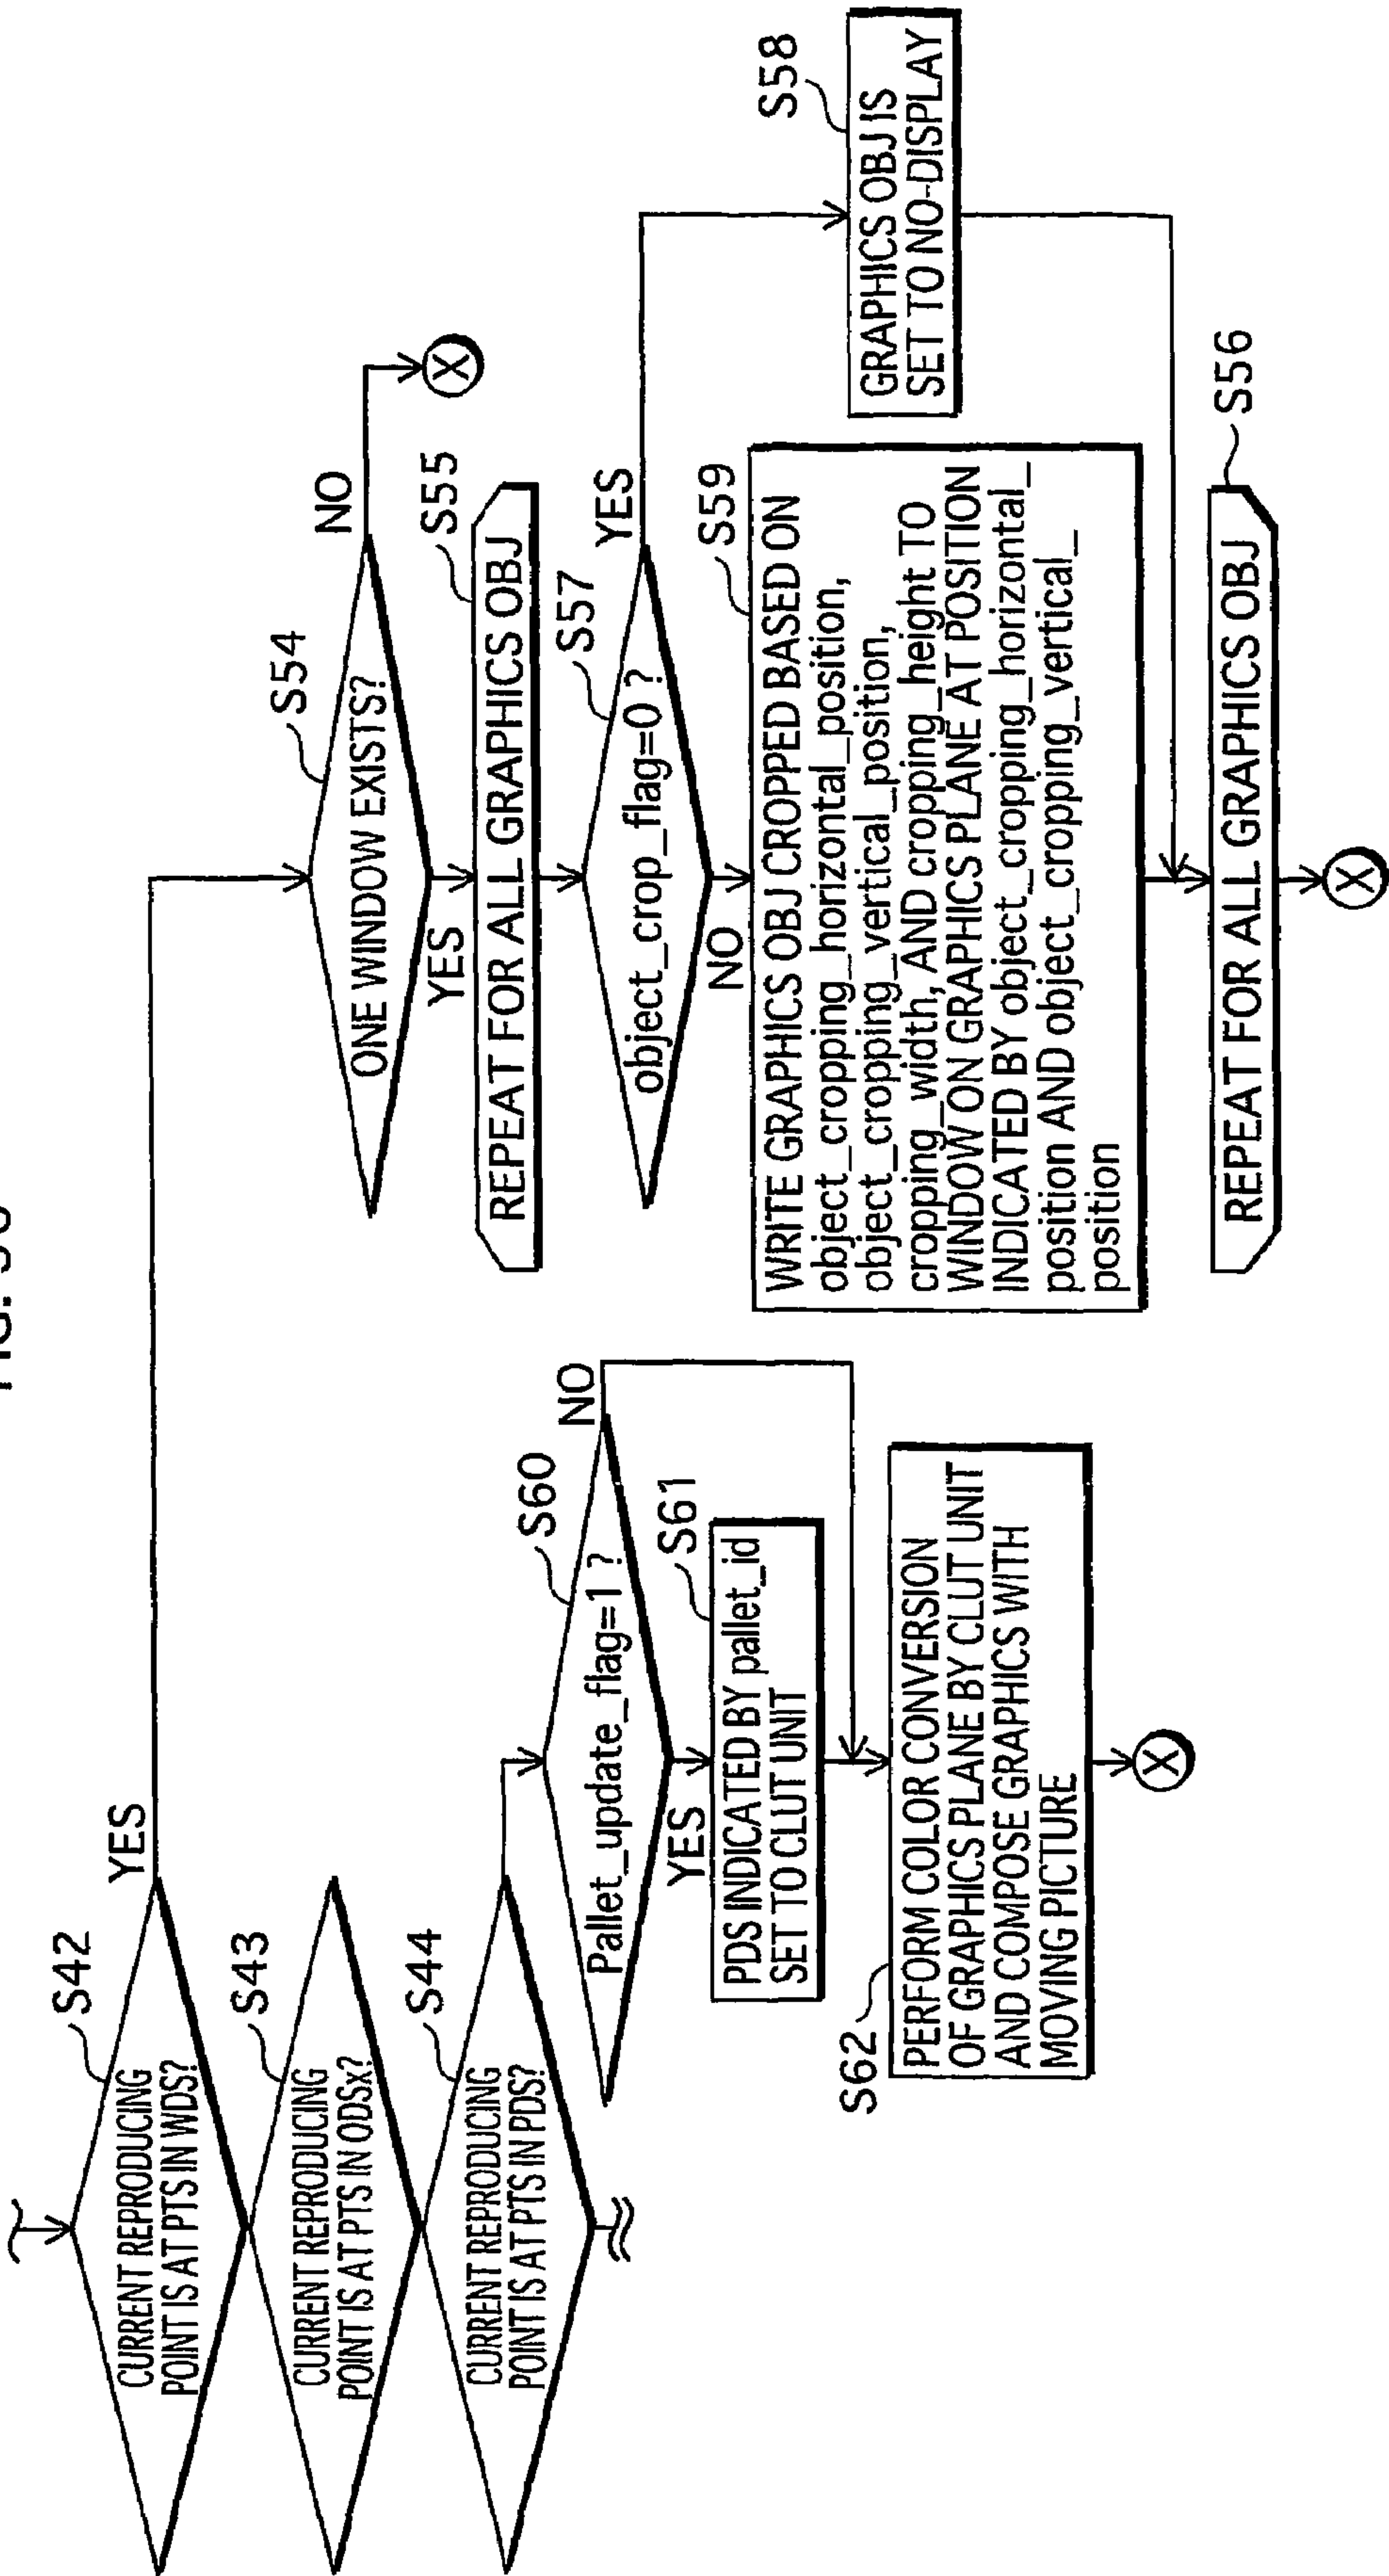 S42
CURRENT REPRODUCING
POINT IS AT PTS IN WDS?
YES
S43
CURRENT REPRODUCING
POINT IS AT PTS IN ODSx?
S44
CURRENT REPRODUCING
POINT IS AT PTS IN PDS?
S60
Pallet_update_flag=1 ?
NO
YES
S61
PDS INDICATED BY pallet_id
SET TO CLUT UNIT
S62
PERFORM COLOR CONVERSION
OF GRAPHICS PLANE BY CLUT UNIT
AND COMPOSE GRAPHICS WITH
MOVING PICTURE
X
S54
ONE WINDOW EXISTS?
NO
X
YES
S55
REPEAT FOR ALL GRAPHICS OBJ
S57
object_crop_flag=0 ?
YES
NO
S58
GRAPHICS OBJ IS
SET TO NO-DISPLAY
S59
WRITE GRAPHICS OBJ CROPPED BASED ON
object_cropping_horizontal_position,
object_cropping_vertical_position,
cropping_width, AND cropping_height TO
WINDOW ON GRAPHICS PLANE AT POSITION
INDICATED BY object_cropping_horizontal_
position AND object_cropping_vertical_
position
S56
REPEAT FOR ALL GRAPHICS OBJ
X